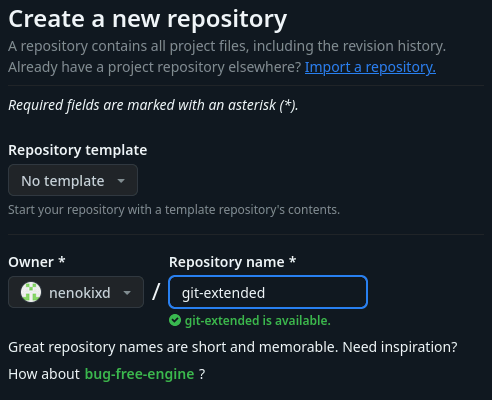 Create a new repository
A repository contains all project files, including the revision history.
Already have a project repository elsewhere? Import a repository.
Required fields are marked with an asterisk (*).
Repository template
No template
Start your repository with a template repository's contents.
Owner * Repository name *
nenokixd / git-extended
git-extended is available.
Great repository names are short and memorable. Need inspiration?
How about bug-free-engine ?